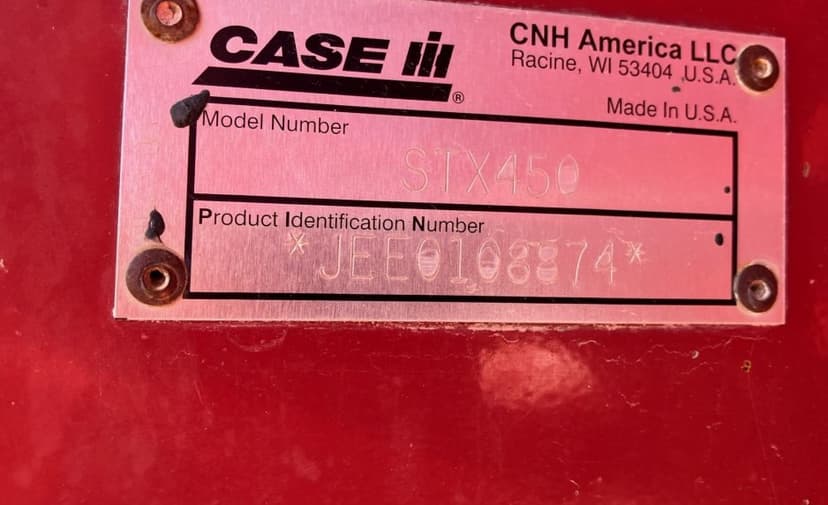 CASE IH ®
CNH America LLC
Racine, WI 53404 U.S.A.
Made In U.S.A.
Model Number
STX450
Product Identification Number
*JEE0108874*